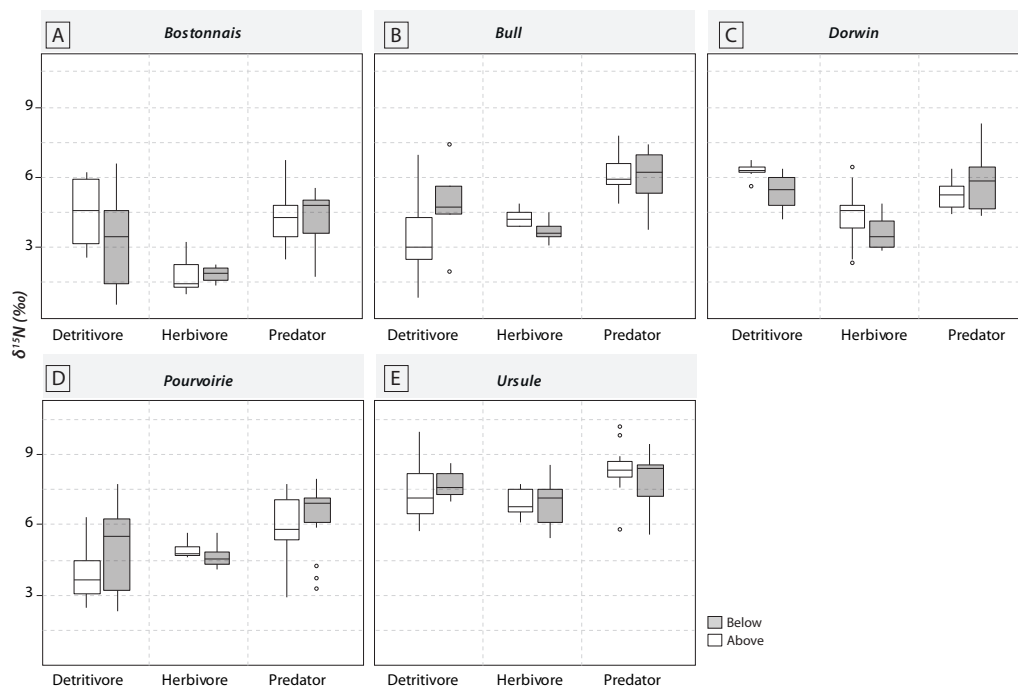 A Bostonnais
B Bull
C Dorwin
9
6
3
δ¹⁵N (‰)
Detritivore Herbivore Predator
Detritivore Herbivore Predator
Detritivore Herbivore Predator
D Pourvoirie
E Ursule
9
6
3
Below
Above
Detritivore Herbivore Predator
Detritivore Herbivore Predator